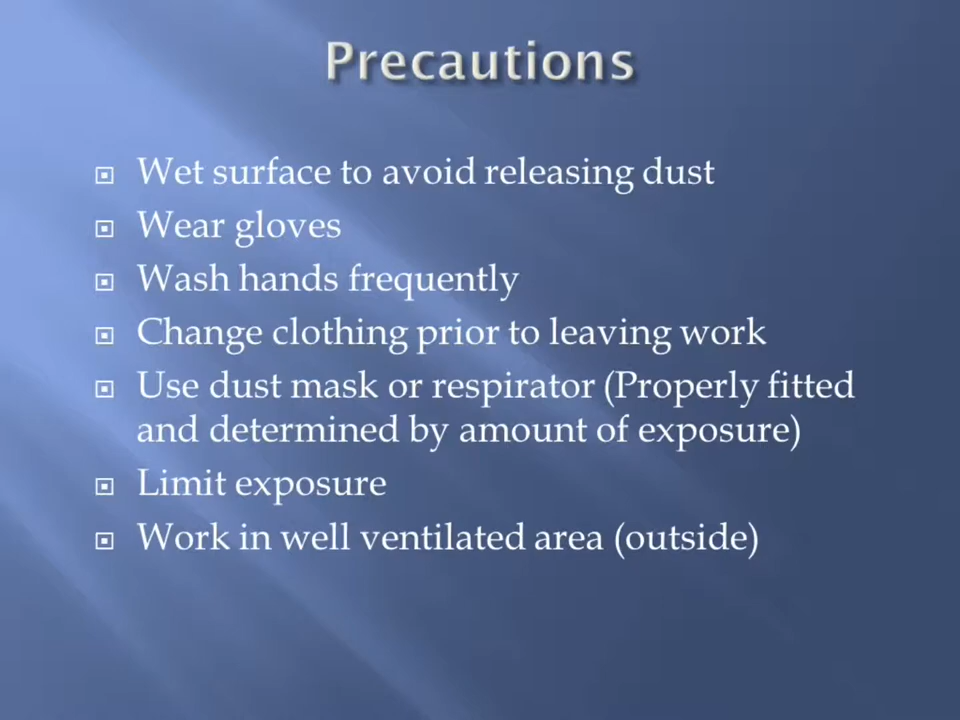 Precautions
Wet surface to avoid releasing dust
Wear gloves
Wash hands frequently
Change clothing prior to leaving work
Use dust mask or respirator (Properly fitted
and determined by amount of exposure)
Limit exposure
Work in well ventilated area (outside)